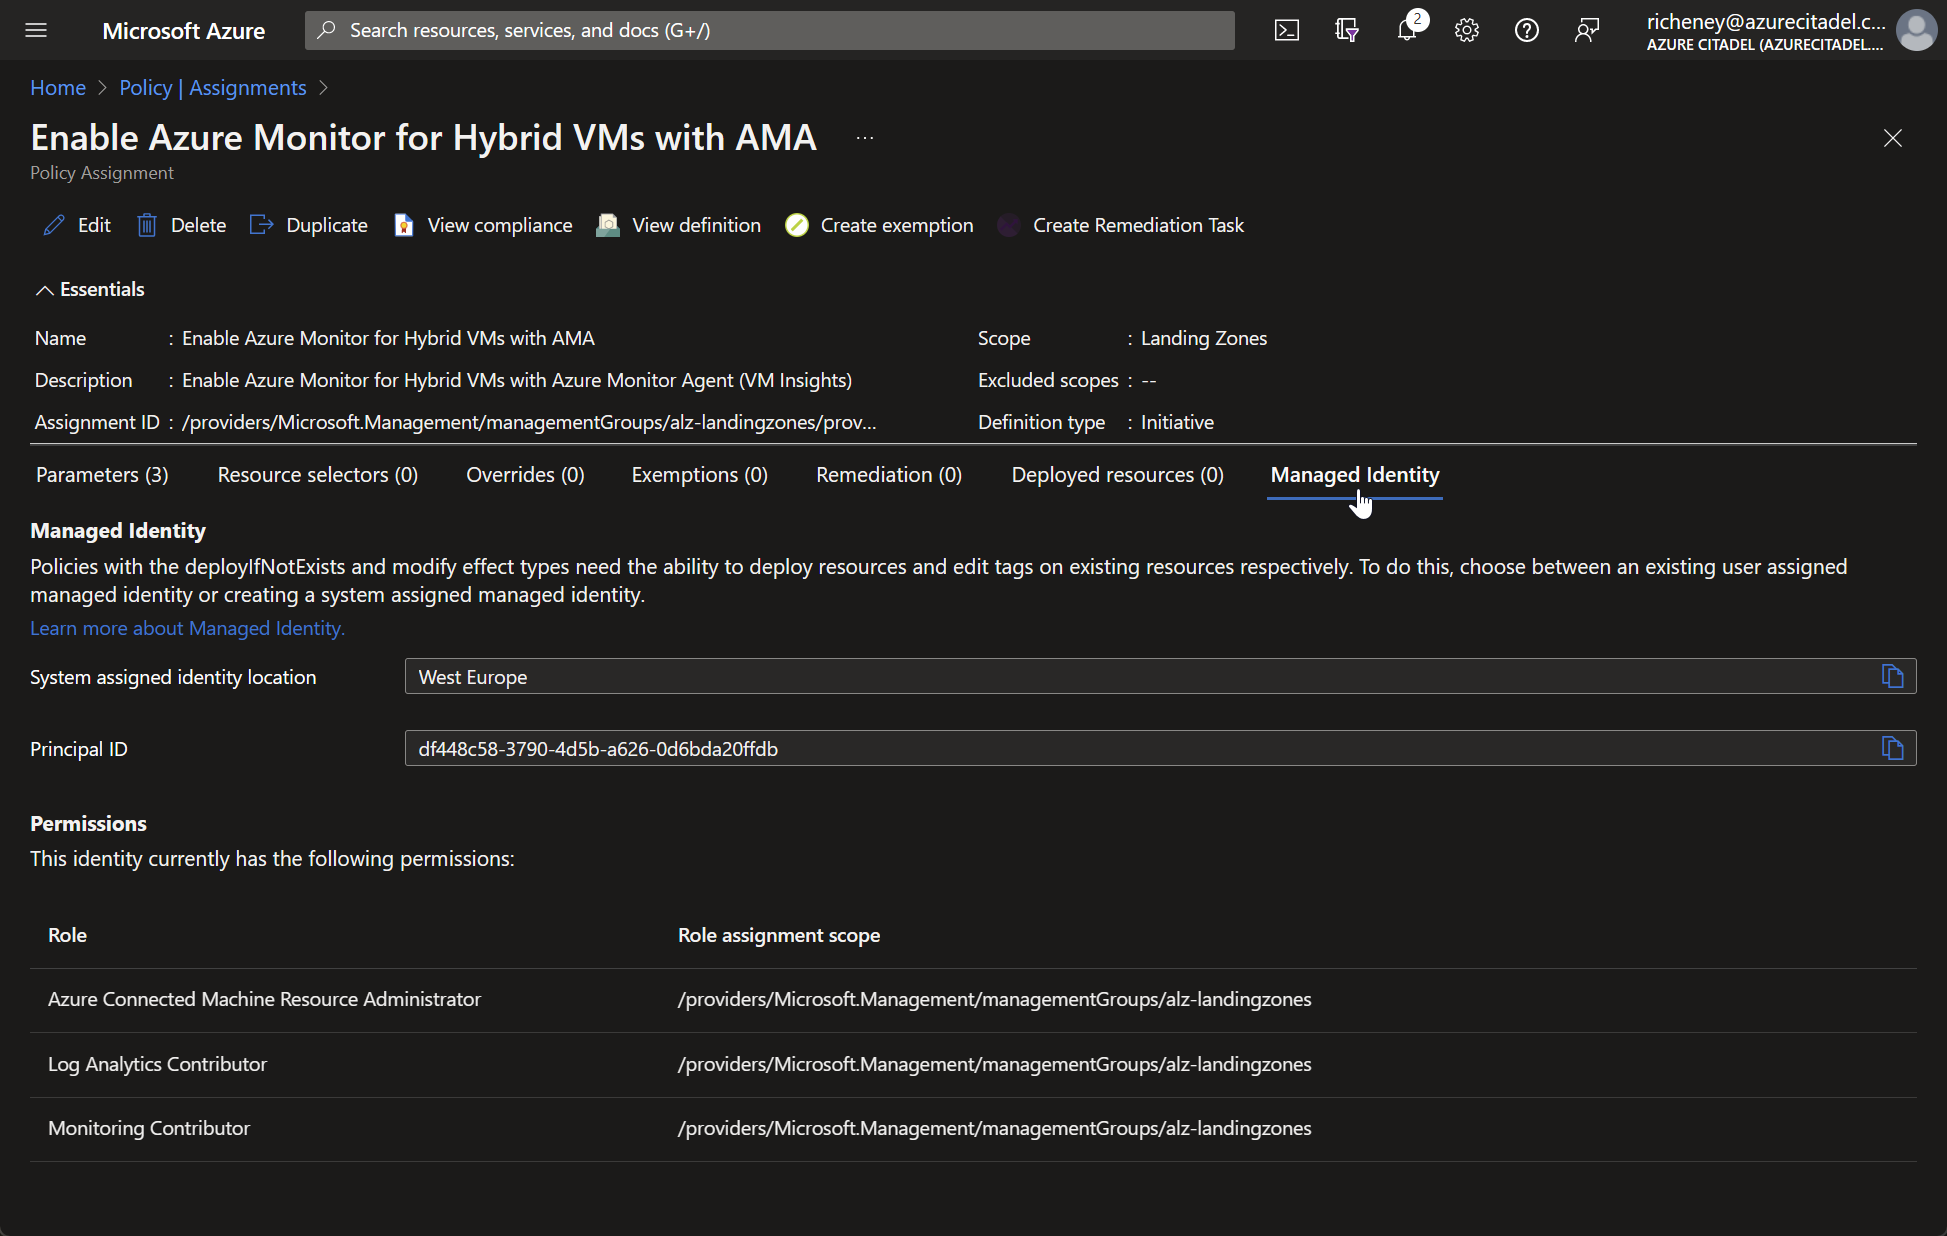 Microsoft Azure
Search resources, services, and docs (G+/)
2
richeney@azurecitadel.c...
AZURE CITADEL (AZURECITADEL....
Home > Policy | Assignments >
Enable Azure Monitor for Hybrid VMs with AMA ...
Policy Assignment
Edit Delete Duplicate View compliance View definition Create exemption Create Remediation Task
Essentials
Name : Enable Azure Monitor for Hybrid VMs with AMA Scope : Landing Zones
Description : Enable Azure Monitor for Hybrid VMs with Azure Monitor Agent (VM Insights) Excluded scopes : --
Assignment ID : /providers/Microsoft.Management/managementGroups/alz-landingzones/prov... Definition type : Initiative
Parameters (3) Resource selectors (0) Overrides (0) Exemptions (0) Remediation (0) Deployed resources (0) Managed Identity
Managed Identity
Policies with the deployIfNotExists and modify effect types need the ability to deploy resources and edit tags on existing resources respectively. To do this, choose between an existing user assigned
managed identity or creating a system assigned managed identity.
Learn more about Managed Identity.
System assigned identity location West Europe
Principal ID df448c58-3790-4d5b-a626-0d6bda20ffdb
Permissions
This identity currently has the following permissions:
Role Role assignment scope
Azure Connected Machine Resource Administrator /providers/Microsoft.Management/managementGroups/alz-landingzones
Log Analytics Contributor /providers/Microsoft.Management/managementGroups/alz-landingzones
Monitoring Contributor /providers/Microsoft.Management/managementGroups/alz-landingzones